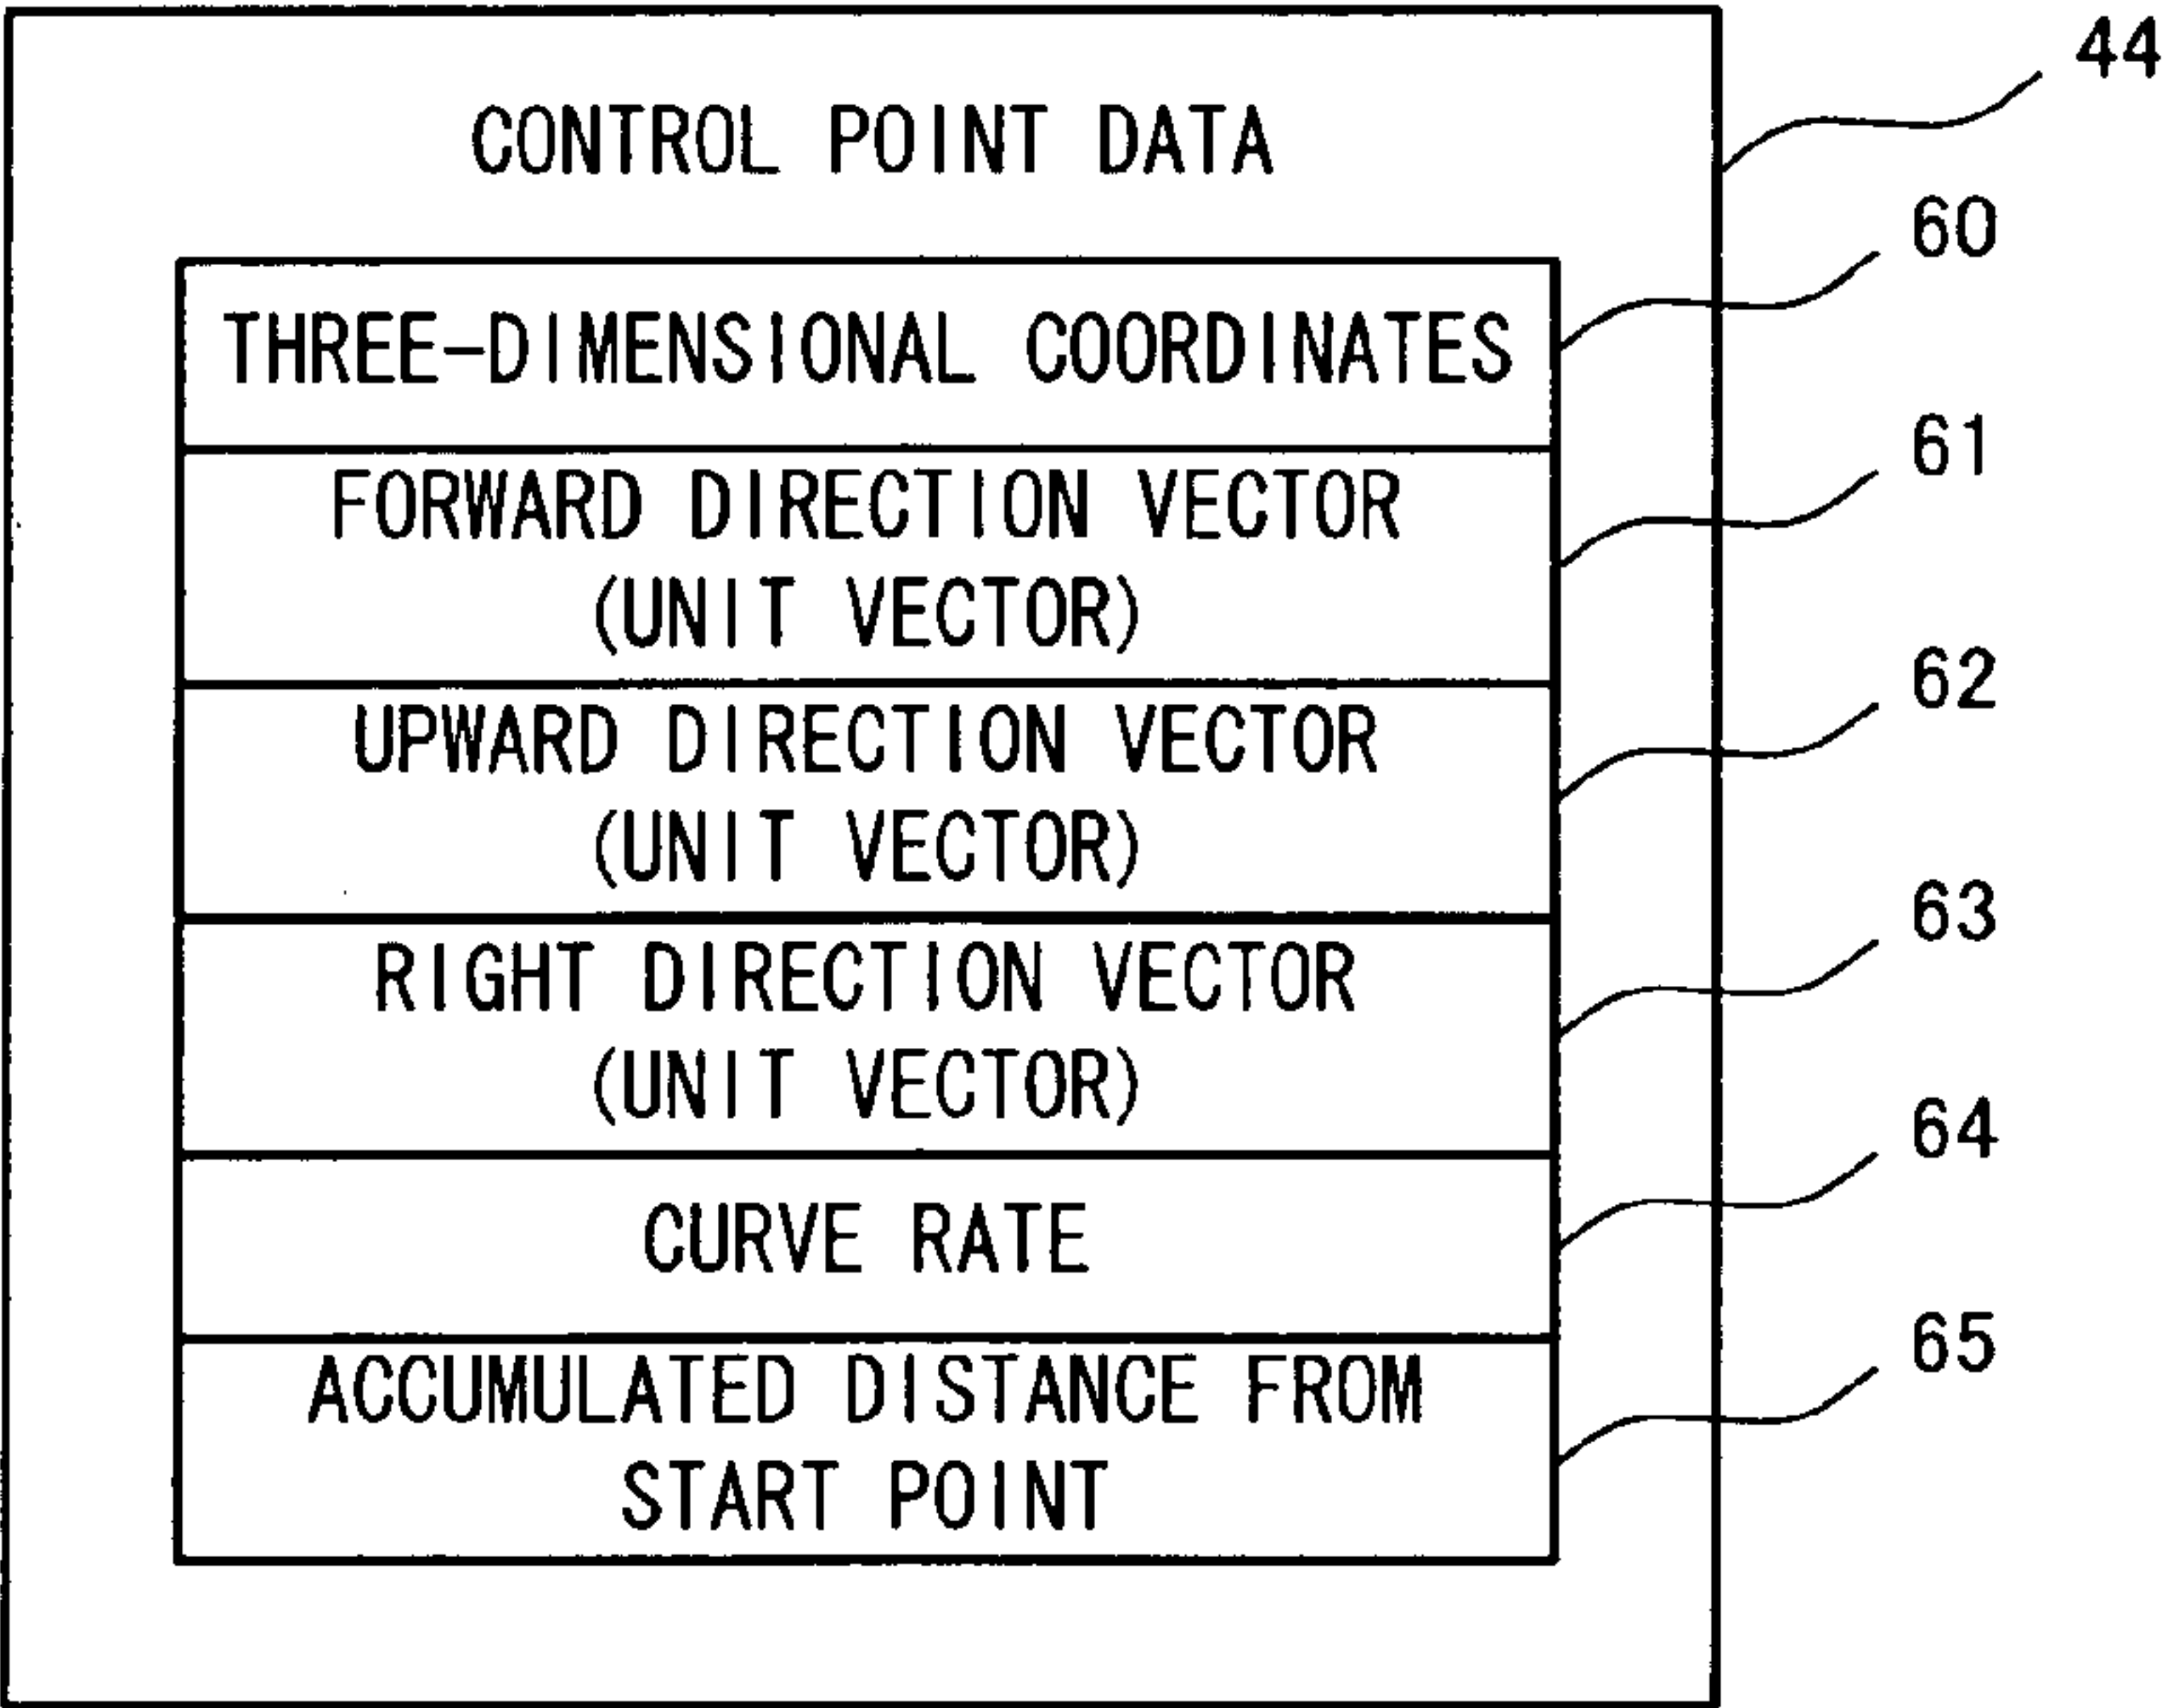 44
CONTROL POINT DATA
60
THREE-DIMENSIONAL COORDINATES
61
FORWARD DIRECTION VECTOR
(UNIT VECTOR)
62
UPWARD DIRECTION VECTOR
(UNIT VECTOR)
63
RIGHT DIRECTION VECTOR
(UNIT VECTOR)
64
CURVE RATE
65
ACCUMULATED DISTANCE FROM
START POINT